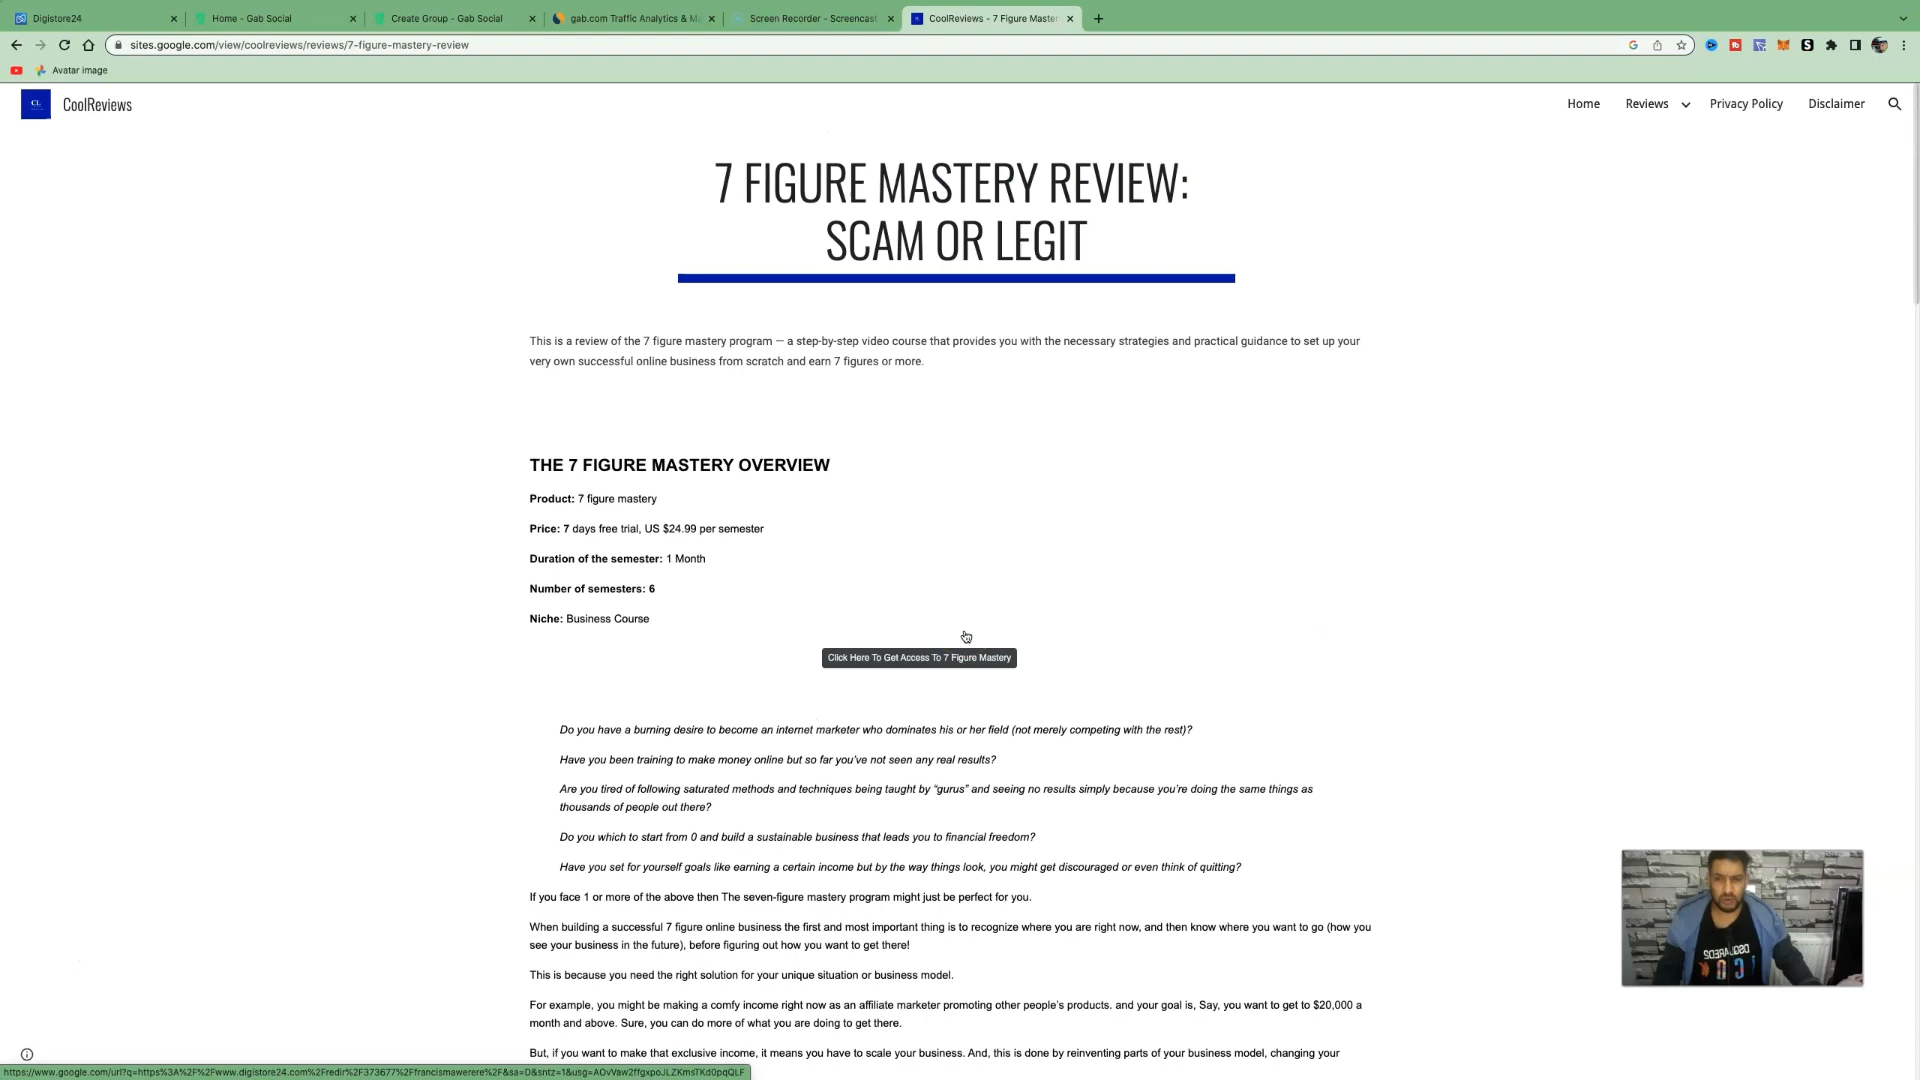 Digistore24
Home - Gab Social
Create Group - Gab Social
gab.com Traffic Analytics & Ma
Screen Recorder - Screencast
CoolReviews - 7 Figure Master
sites.google.com/view/coolreviews/reviews/7-figure-mastery-review
Avatar image
CL
CoolReviews
Home
Reviews
Privacy Policy
Disclaimer
7 FIGURE MASTERY REVIEW:
SCAM OR LEGIT
This is a review of the 7 figure mastery program — a step-by-step video course that provides you with the necessary strategies and practical guidance to set up your
very own successful online business from scratch and earn 7 figures or more.
THE 7 FIGURE MASTERY OVERVIEW
Product: 7 figure mastery
Price: 7 days free trial, US $24.99 per semester
Duration of the semester: 1 Month
Number of semesters: 6
Niche: Business Course
Click Here To Get Access To 7 Figure Mastery
Do you have a burning desire to become an internet marketer who dominates his or her field (not merely competing with the rest)?
Have you been training to make money online but so far you've not seen any real results?
Are you tired of following saturated methods and techniques being taught by “gurus” and seeing no results simply because you're doing the same things as
thousands of people out there?
Do you which to start from 0 and build a sustainable business that leads you to financial freedom?
Have you set for yourself goals like earning a certain income but by the way things look, you might get discouraged or even think of quitting?
If you face 1 or more of the above then The seven-figure mastery program might just be perfect for you.
When building a successful 7 figure online business the first and most important thing is to recognize where you are right now, and then know where you want to go (how you
see your business in the future), before figuring out how you want to get there!
This is because you need the right solution for your unique situation or business model.
For example, you might be making a comfy income right now as an affiliate marketer promoting other people's products. and your goal is, Say, you want to get to $20,000 a
month and above. Sure, you can do more of what you are doing to get there.
But, if you want to make that exclusive income, it means you have to scale your business. And, this is done by reinventing parts of your business model, changing your
https://www.google.com/url?q=https%3A%2F%2Fwww.digistore24.com%2Fredir%2F373677%2Ffrancismawerere%2F&sa=D&sntz=1&usg=AOvVaw2ffgxpoJLZKmsTKd0pqQLF